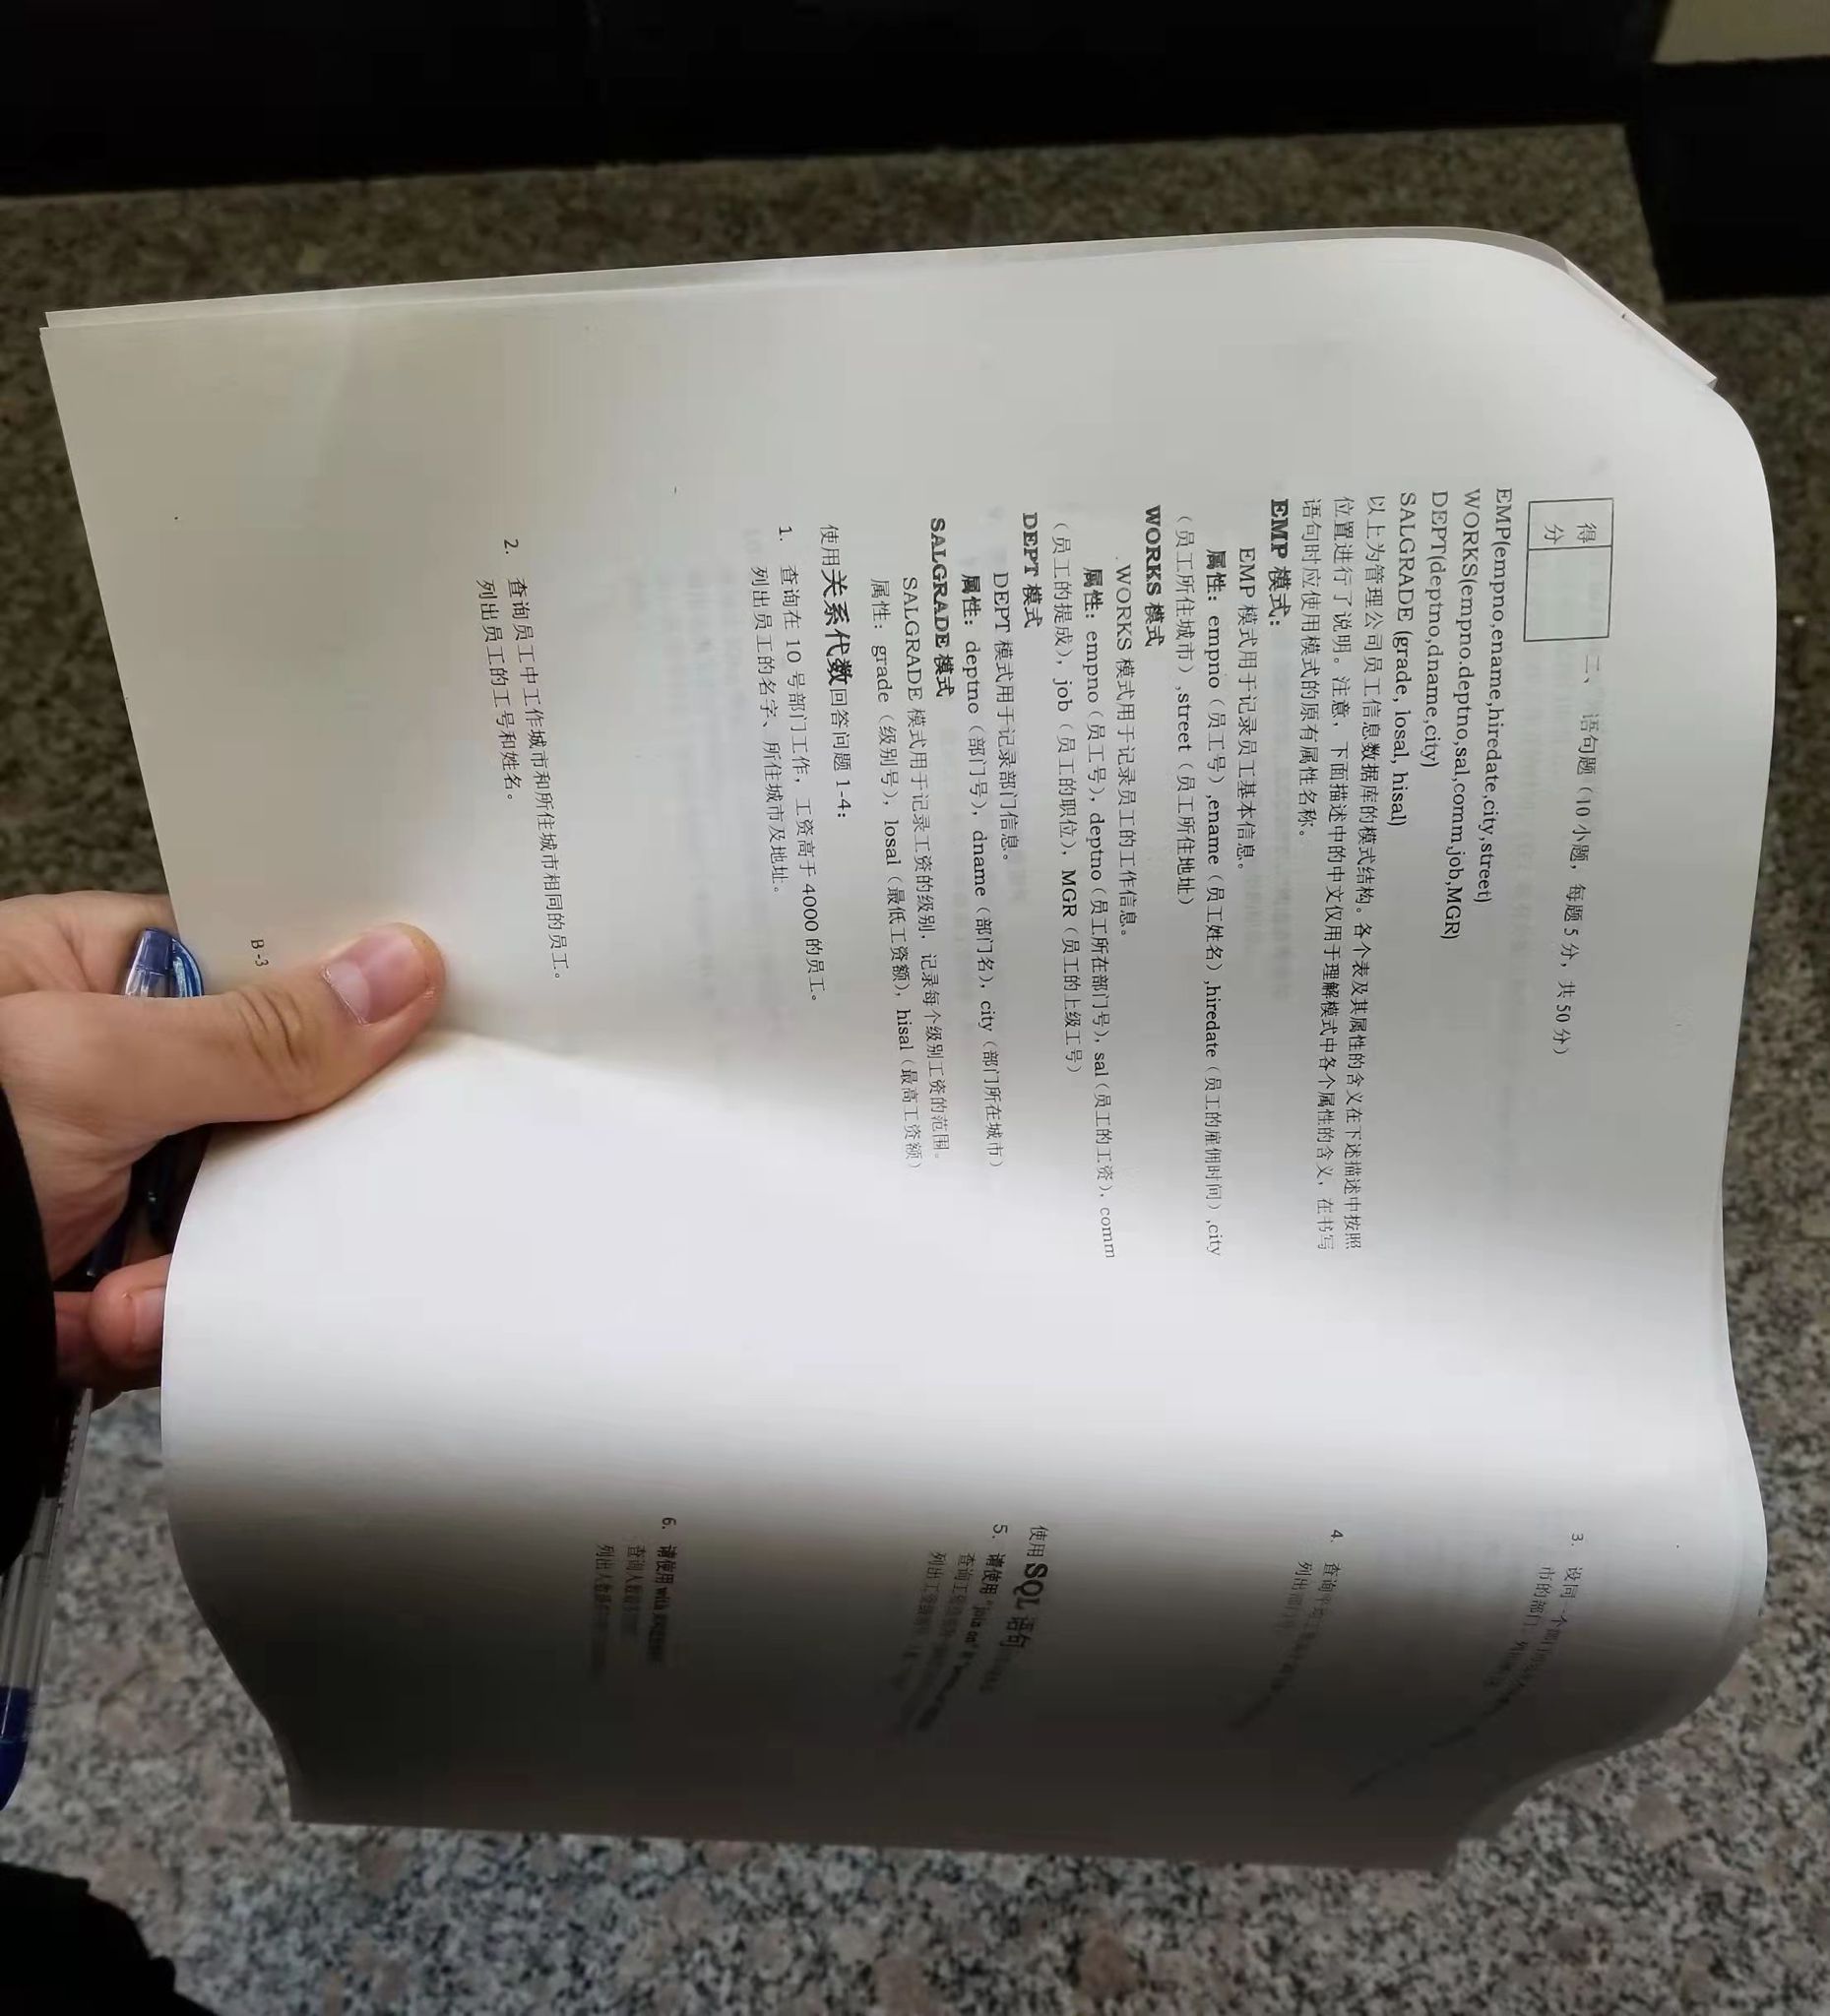 得
分
二、 语句题（10 小题，每题 5 分，共 50 分）
EMP(empno,ename,hiredate,city,street)
WORKS(empno.deptno,sal,comm,job,MGR)
DEPT(deptno,dname,city)
SALGRADE (grade, losal, hisal)
以上为管理公司员工信息数据库的模式结构。各个表及其属性的含义在下述描述中按照
位置进行了说明。注意，下面描述中的中文仅用于理解模式中各个属性的含义，在书写
语句时应使用模式的原有属性名称。
EMP 模式：
EMP 模式用于记录员工基本信息。
属性：empno（员工号）,ename（员工姓名）,hiredate（员工的雇佣时间）,city
（员工所住城市）,street（员工所住地址）
WORKS 模式
WORKS 模式用于记录员工的工作信息。
属性：empno（员工号），deptno（员工所在部门号），sal（员工的工资），comm
（员工的提成），job（员工的职位），MGR（员工的上级工号）
DEPT 模式
DEPT 模式用于记录部门信息。
属性：deptno（部门号），dname（部门名），city（部门所在城市）
SALGRADE 模式
SALGRADE 模式用于记录工资的级别，记录每个级别工资的范围。
属性：grade（级别号），losal（最低工资额），hisal（最高工资额）
使用关系代数回答问题 1-4：
1. 查询在 10 号部门工作，工资高于 4000 的员工。
列出员工的名字、所住城市及地址。
2. 查询员工中工作城市和所住城市相同的员工。
列出员工的工号和姓名。
B -3
3. 设同一个部门
市的部门，列出
4. 查询平均工
列出部门号
使用 SQL 语句
5. 请使用 "join on"
查询工
列出工资级别
6. 请使用 with
查询人数最多
列出人数最